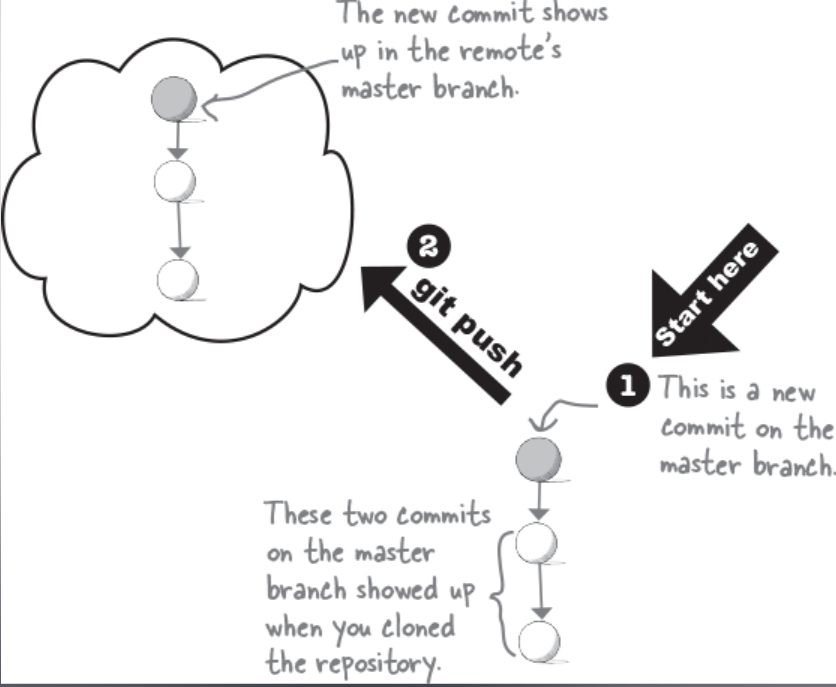 The new commit shows
up in the remote's
master branch.
2
git push
Start here
1
This is a new
commit on the
master branch.
These two commits
on the master
branch showed up
when you cloned
the repository.